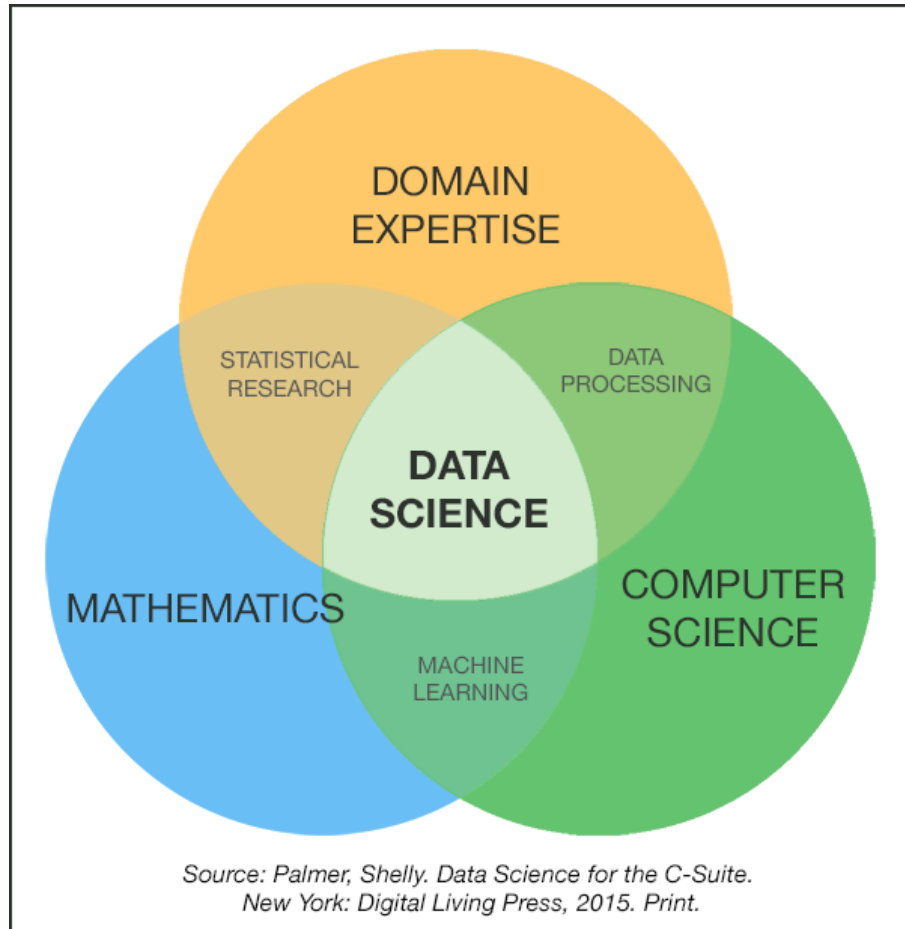 DOMAIN
EXPERTISE
STATISTICAL
RESEARCH
DATA
PROCESSING
DATA
SCIENCE
MATHEMATICS
COMPUTER
SCIENCE
MACHINE
LEARNING
Source: Palmer, Shelly. Data Science for the C-Suite.
New York: Digital Living Press, 2015. Print.